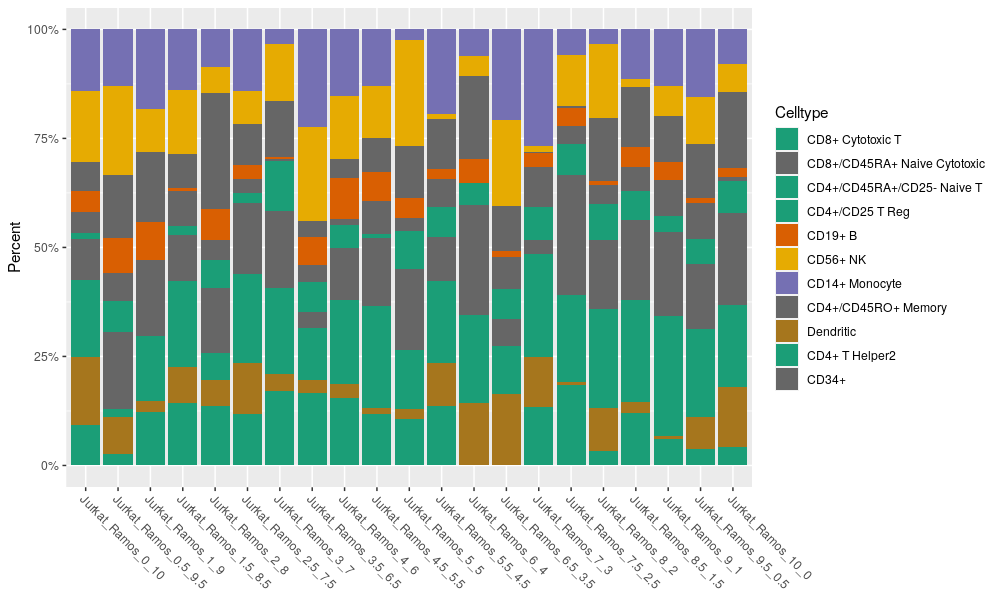 100%
75%
50%
25%
0%
Percent
Jurkat_Ramos_0_10
Jurkat_Ramos_0.5_9.5
Jurkat_Ramos_1_9
Jurkat_Ramos_1.5_8.5
Jurkat_Ramos_2_8
Jurkat_Ramos_2.5_7.5
Jurkat_Ramos_3_7
Jurkat_Ramos_3.5_6.5
Jurkat_Ramos_4_6
Jurkat_Ramos_4.5_5.5
Jurkat_Ramos_5_5
Jurkat_Ramos_5.5_4.5
Jurkat_Ramos_6_4
Jurkat_Ramos_6.5_3.5
Jurkat_Ramos_7_3
Jurkat_Ramos_7.5_2.5
Jurkat_Ramos_8_2
Jurkat_Ramos_8.5_1.5
Jurkat_Ramos_9_1
Jurkat_Ramos_9.5_0.5
Jurkat_Ramos_10_0
Celltype
CD8+ Cytotoxic T
CD8+/CD45RA+ Naive Cytotoxic
CD4+/CD45RA+/CD25- Naive T
CD4+/CD25 T Reg
CD19+ B
CD56+ NK
CD14+ Monocyte
CD4+/CD45RO+ Memory
Dendritic
CD4+ T Helper2
CD34+